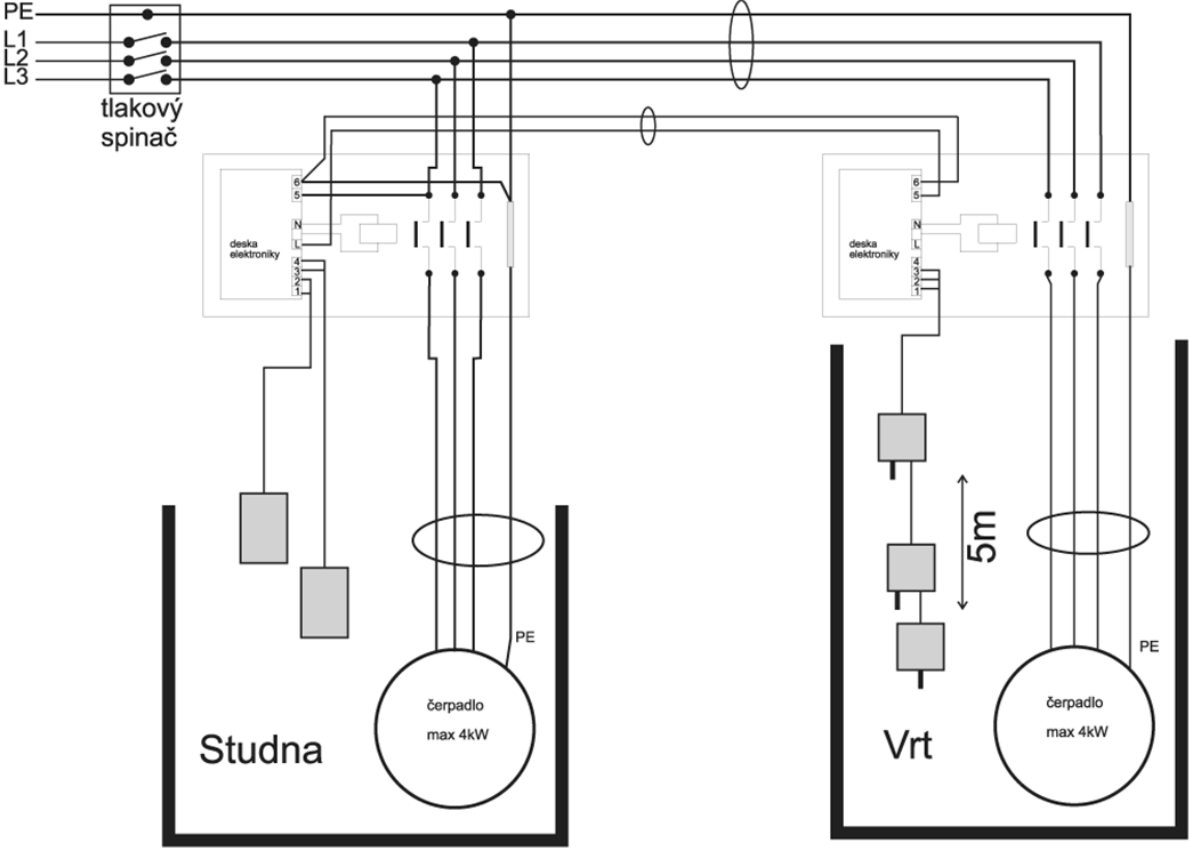 PE
L1
L2
L3
tlakový
spinač
6
5
N
L
4
3
2
1
deska
elektroniky
6
5
N
L
4
3
2
1
deska
elektroniky
5m
PE
čerpadlo
max 4kW
Studna
PE
čerpadlo
max 4kW
Vrt